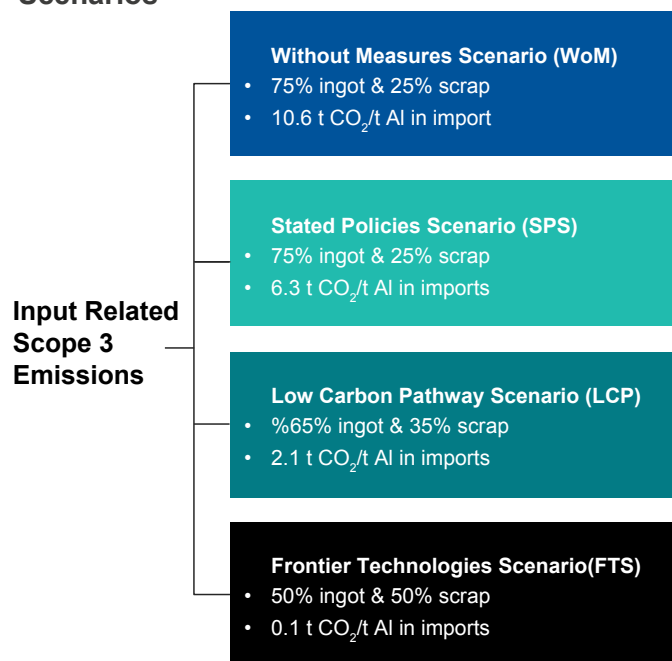 Scenarios
Without Measures Scenario (WoM)
• 75% ingot & 25% scrap
• 10.6 t CO₂/t Al in import
Stated Policies Scenario (SPS)
• 75% ingot & 25% scrap
• 6.3 t CO₂/t Al in imports
Input Related
Scope 3
Emissions
Low Carbon Pathway Scenario (LCP)
• %65% ingot & 35% scrap
• 2.1 t CO₂/t Al in imports
Frontier Technologies Scenario(FTS)
• 50% ingot & 50% scrap
• 0.1 t CO₂/t Al in imports